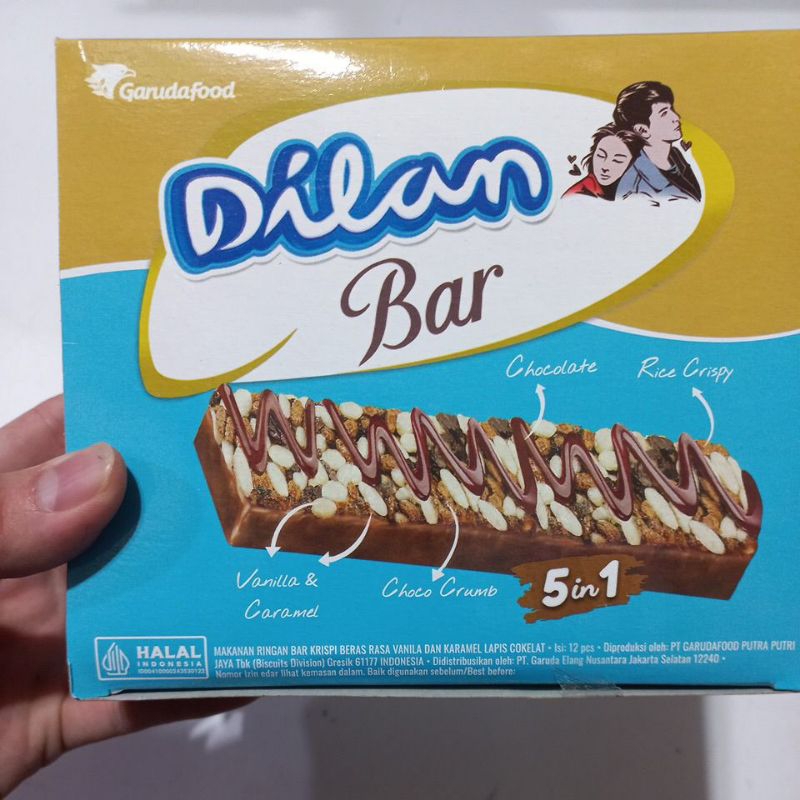 Garudafood
Dilan
Bar
Chocolate
Rice Crispy
Vanilla &
Caramel
Choco Crumb
5in1
HALAL
INDONESIA
MAKANAN RINGAN BAR KRISPI BERAS RASA VANILA DAN KARAMEL LAPIS COKELAT • Isi: 12 pcs • Diproduksi oleh: PT GARUDAFOOD PUTRA PUTRI
JAYA Tbk (Biscuits Division) Gresik 61177 INDONESIA • Didistribusikan oleh: PT. Garuda Elang Nusantara Jakarta Selatan 12240 •
Nomor izin edar lihat kemasan dalam. Baik digunakan sebelum/Best before: